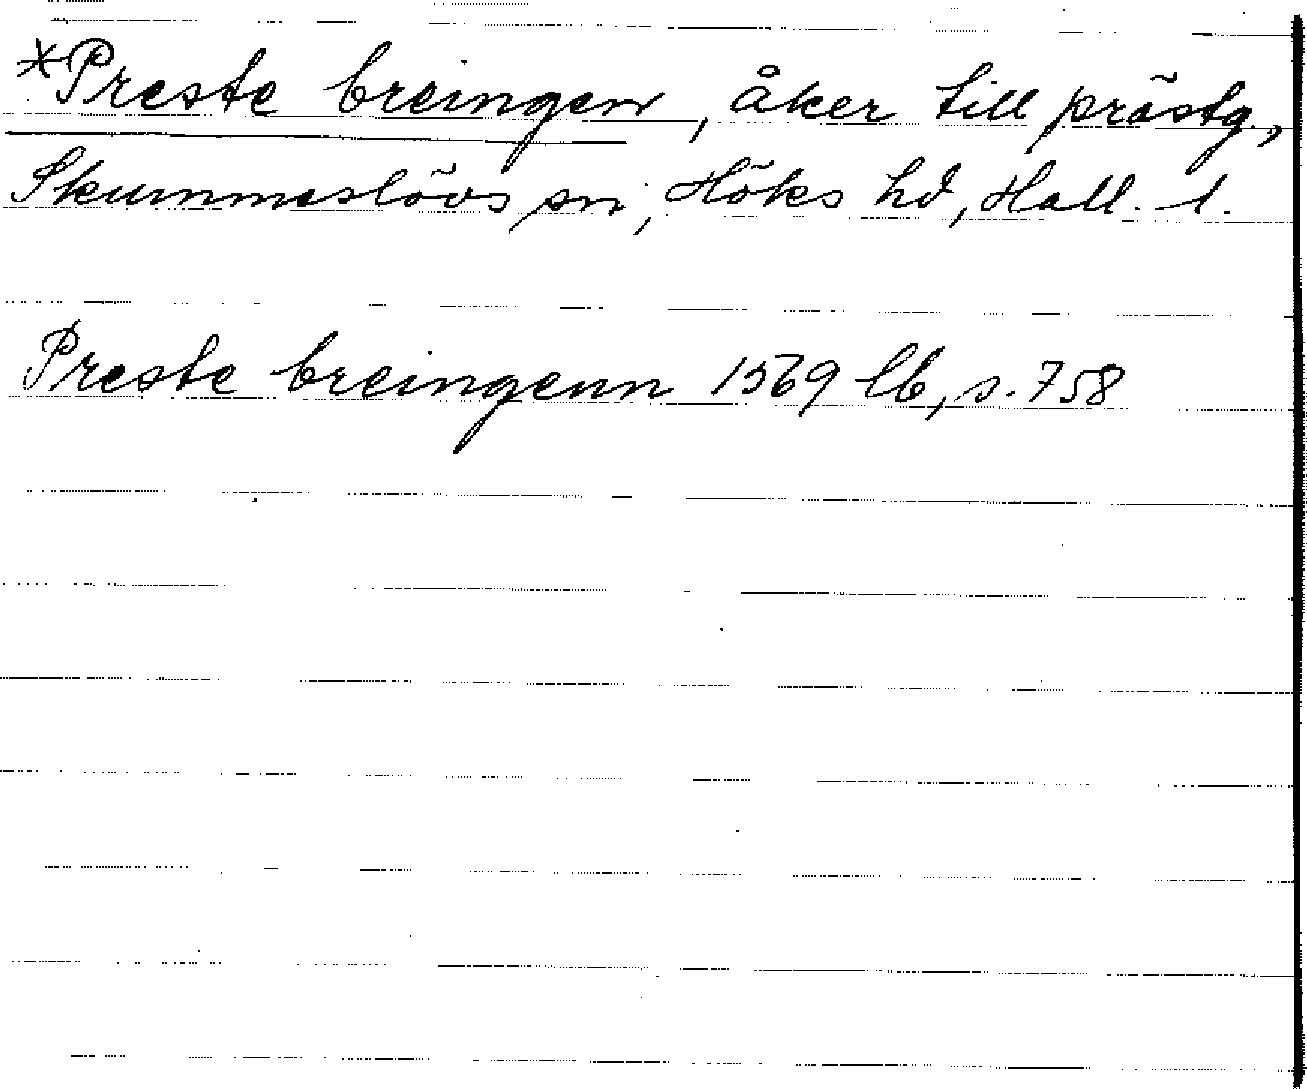 *Preste breingen, åker till prästg.,
Skummeslövs sn, Höks hd, Hall. l.
Preste breingenn 1569 lb, s. 758